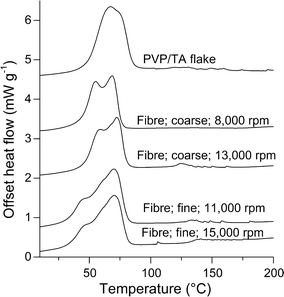 6
PVP/TA flake
5
4
Fibre; coarse; 8,000 rpm
3
Fibre; coarse; 13,000 rpm
2
Fibre; fine; 11,000 rpm
1
Fibre; fine; 15,000 rpm
0
50 100 150 200
Offset heat flow (mW g⁻¹)
Temperature (°C)